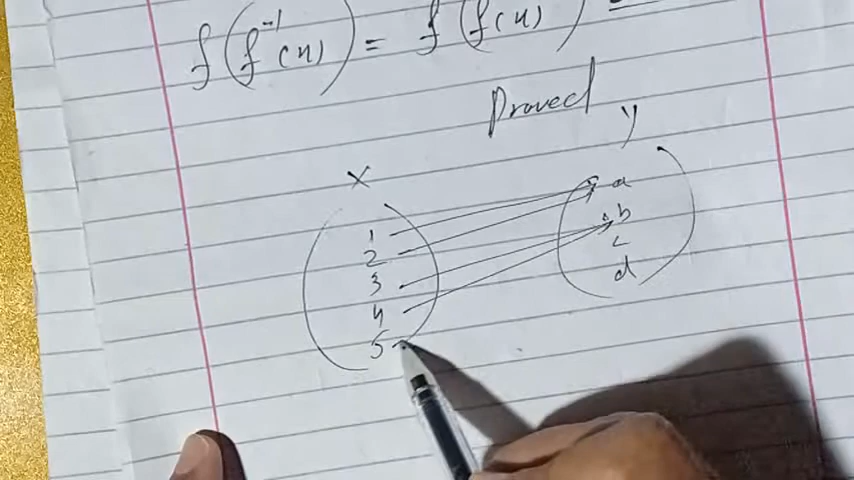 f(f⁻¹(x)) = f(f(x))
Proved
X
y
1
2
3
4
5
a
b
c
d